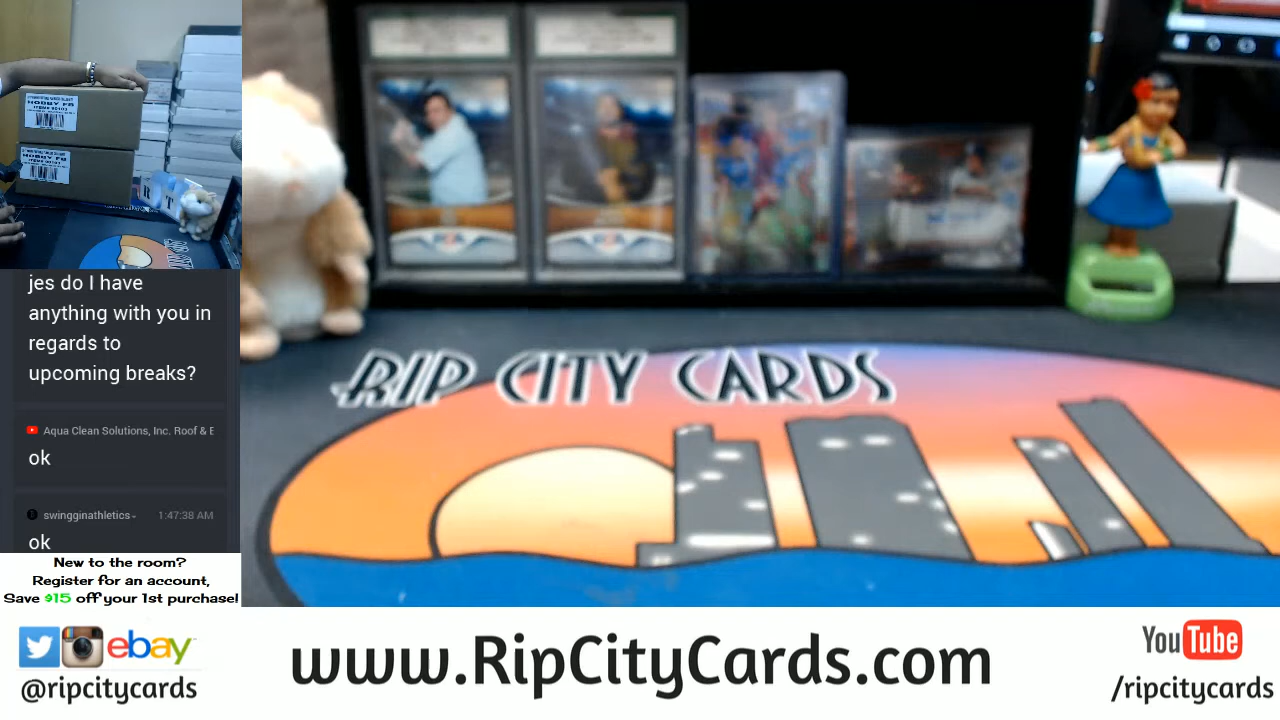 HOBBY FB
HOBBY FB
jes do I have
anything with you in
regards to
upcoming breaks?
Aqua Clean Solutions, Inc. Roof & E
ok
swingginathletics
1:47:38 AM
ok
New to the room?
Register for an account,
Save $15 off your 1st purchase!
RIP CITY CARDS
ebay
@ripcitycards
www.RipCityCards.com
YouTube
/ripcitycards